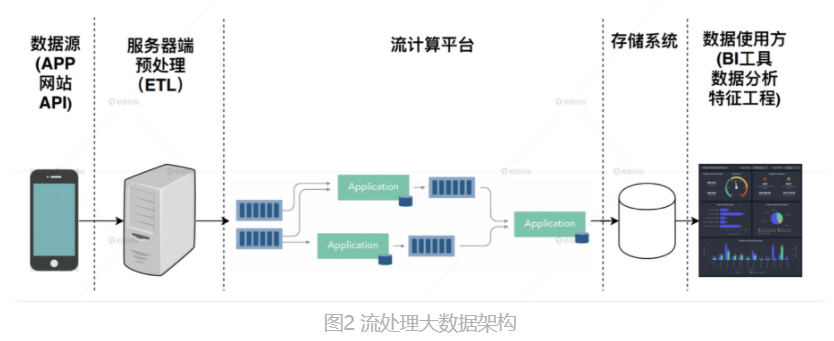 数据源
(APP
网站
API)
服务器端
预处理
（ETL）
流计算平台
存储系统
数据使用方
(BI工具
数据分析
特征工程)
Application
Application
Application
图2 流处理大数据架构